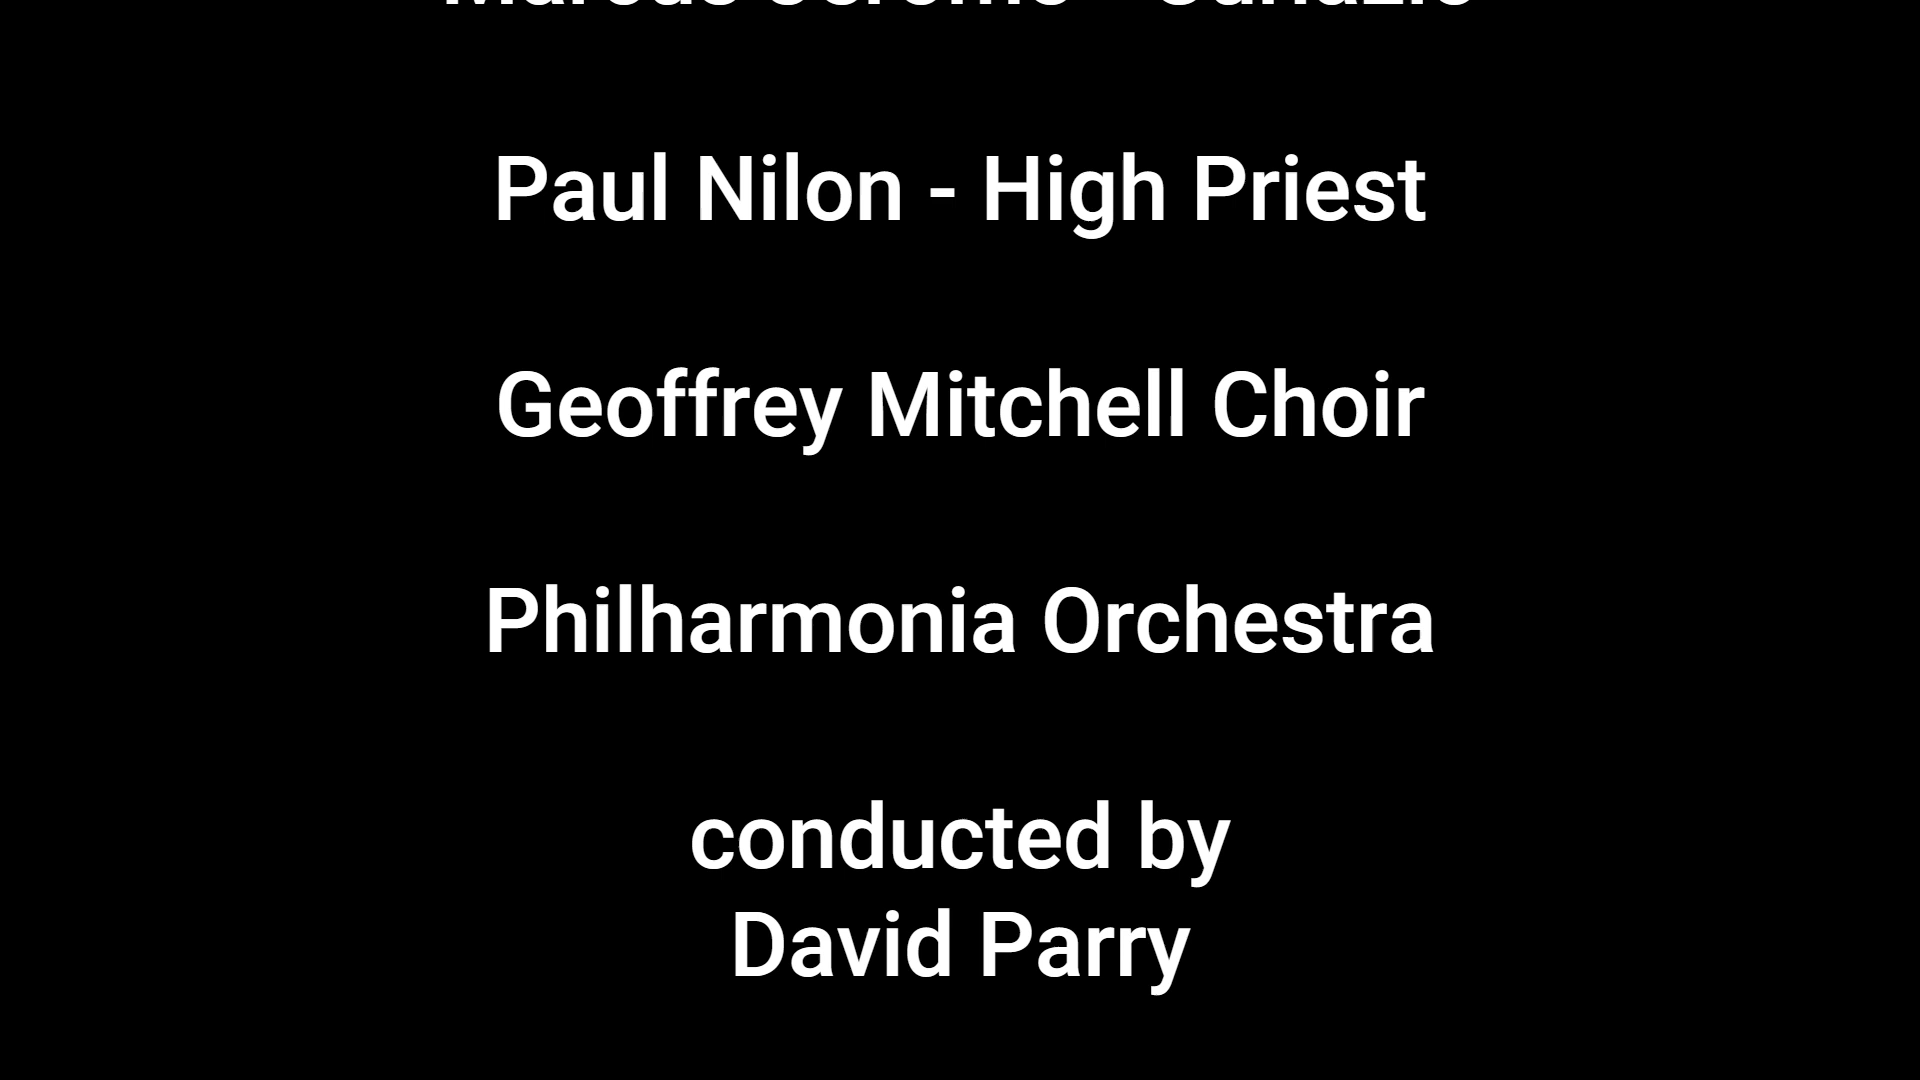 Paul Nilon - High Priest
Geoffrey Mitchell Choir
Philharmonia Orchestra
conducted by
David Parry